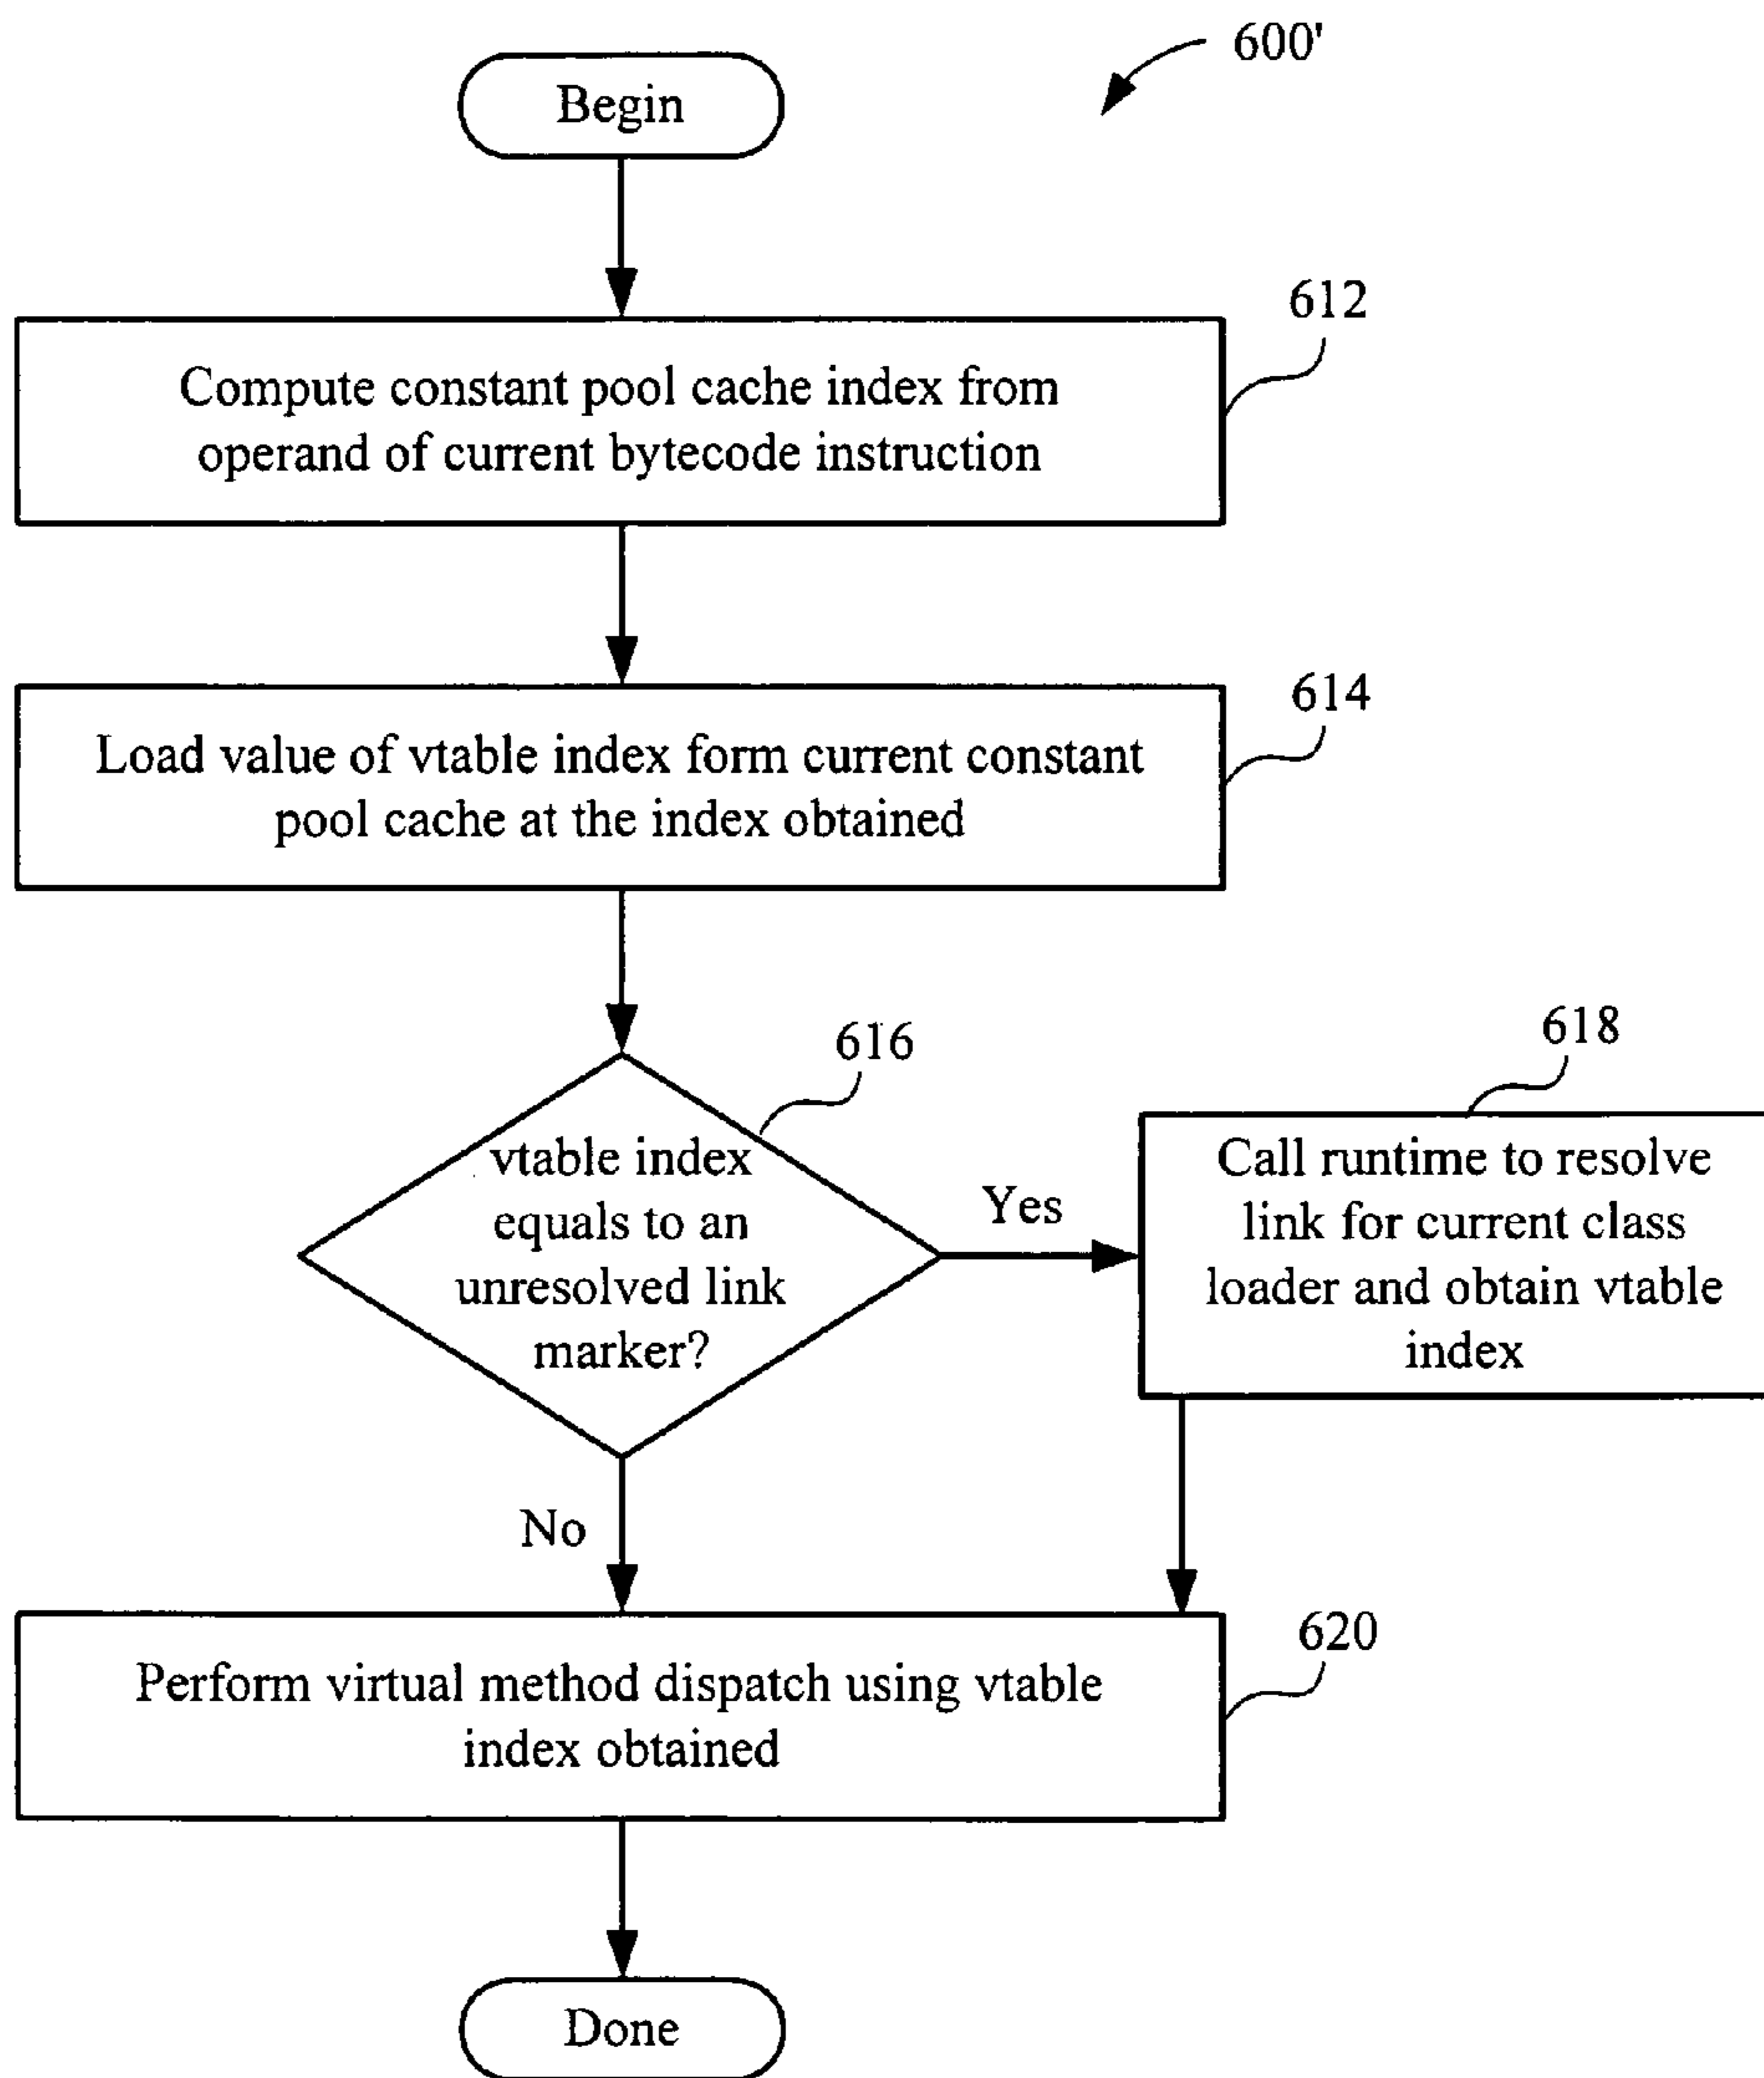 600'
Begin
612
Compute constant pool cache index from
operand of current bytecode instruction
614
Load value of vtable index form current constant
pool cache at the index obtained
616
vtable index
equals to an
unresolved link
marker?
Yes
618
Call runtime to resolve
link for current class
loader and obtain vtable
index
No
620
Perform virtual method dispatch using vtable
index obtained
Done